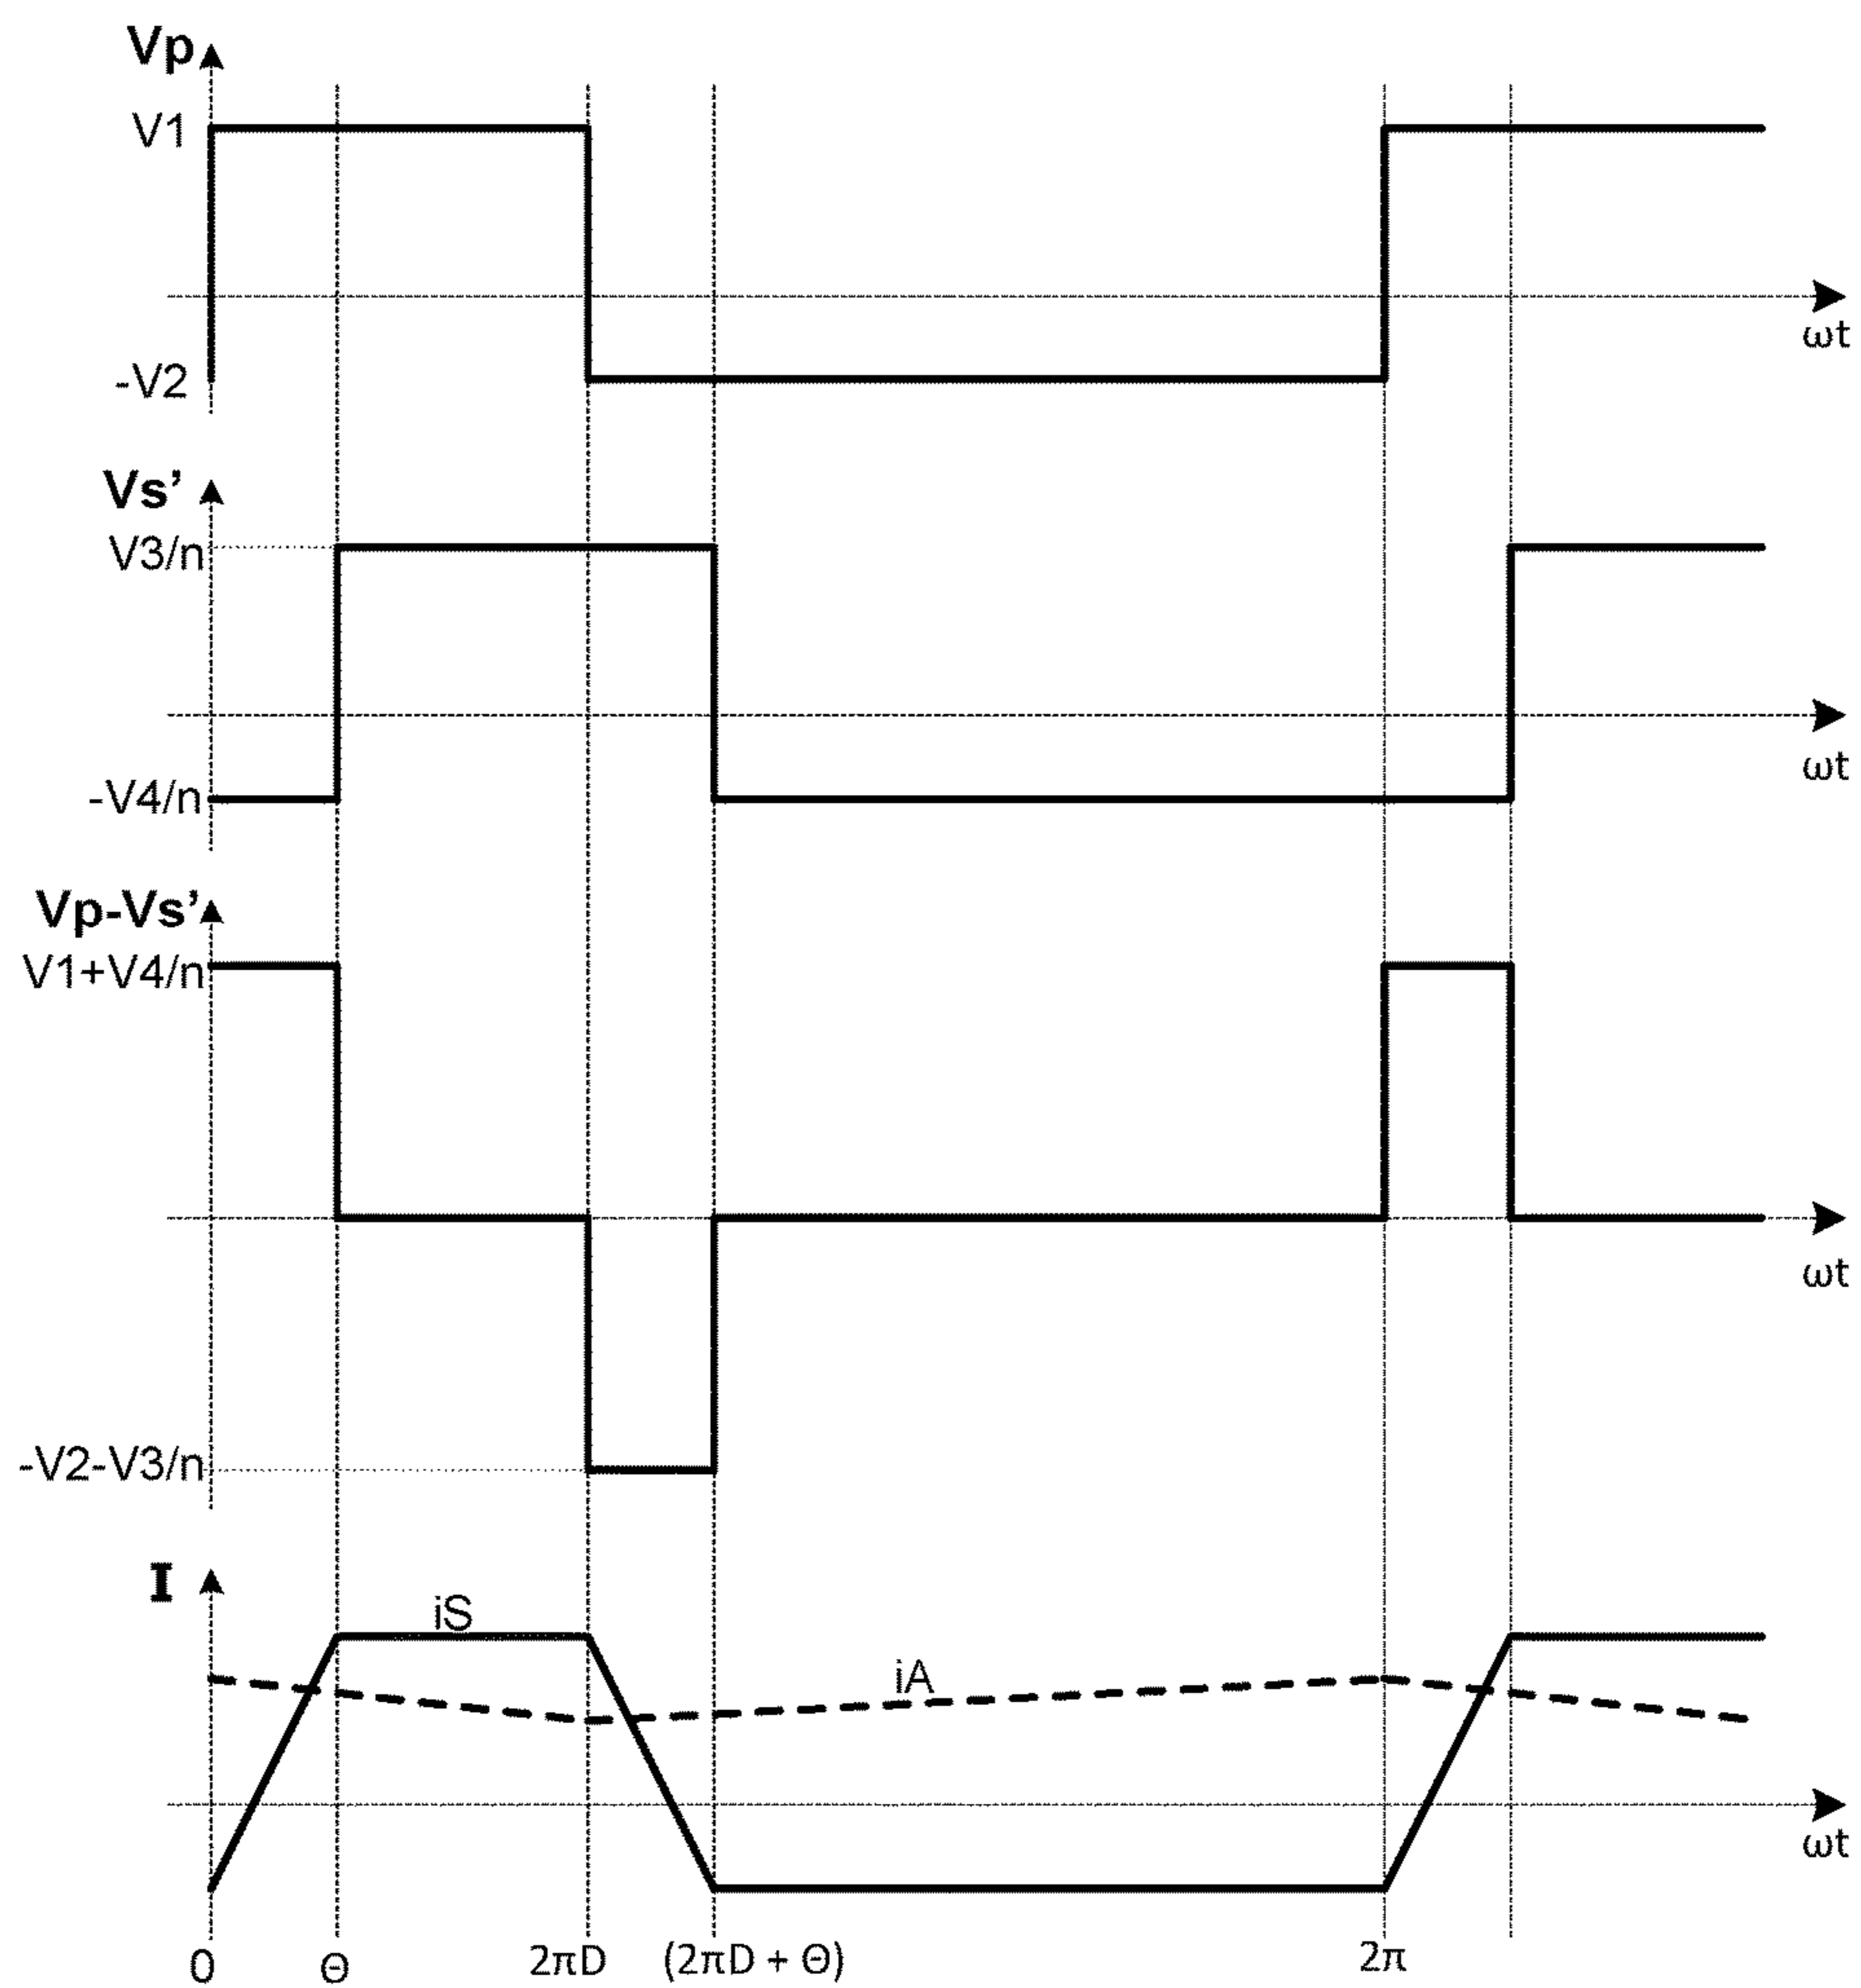 Vp
V1
-V2
ωt
Vs’
V3/n
-V4/n
ωt
Vp-Vs’
V1+V4/n
-V2-V3/n
ωt
I
iS
iA
ωt
0 Θ 2πD (2πD + Θ) 2π